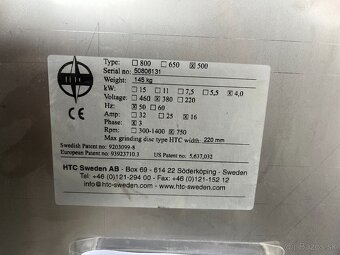 Type: ☐ 800 ☐ 650 ☒ 500
Serial no: 50806131
Weight: 145 kg
kW: ☐ 15 ☐ 11 ☐ 7,5 ☐ 5,5 ☒ 4,0
Voltage: ☐ 460 ☒ 380 ☐ 220
Hz: ☒ 50 ☐ 60
Amp: ☐ 32 ☐ 25 ☒ 16
Phase: ☒ 3
Rpm: ☐ 300-1400 ☒ 750
Max grinding disc type HTC width: 220 mm
HTC
CE
Swedish Patent no: 9203099-8
European Patent no: 93923710.3 US Patent no: 5,637,032
HTC Sweden AB - Box 69 - 614 22 Söderköping - Sweden
Tel: +46 (0)121-294 00 - Fax: +46 (0)121-152 12
info@htc-sweden.com - www.htc-sweden.com